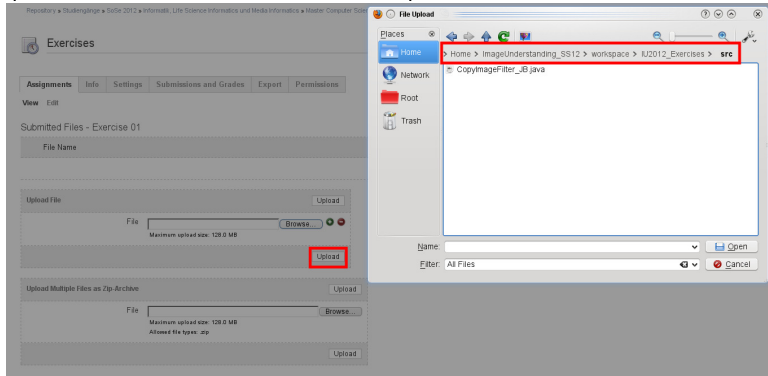 Repository ▸ Studiengänge ▸ SoSe 2012 ▸ Informatik, Life Science Informatics und Media Informatics ▸ Master Computer Scie
Exercises
Assignments Info Settings Submissions and Grades Export Permissions
View Edit
Submitted Files - Exercise 01
File Name
Upload File Upload
File Browse...
Maximum upload size: 128.0 MB
Upload
Upload Multiple Files as Zip-Archive Upload
File Browse...
Maximum upload size: 128.0 MB
Allowed file types: .zip
Upload
File Upload
Places
Home
Network
Root
Trash
> Home > ImageUnderstanding_SS12 > workspace > IU2012_Exercises > src
CopyImageFilter_JB.java
Name:
Open
Filter: All Files
Cancel